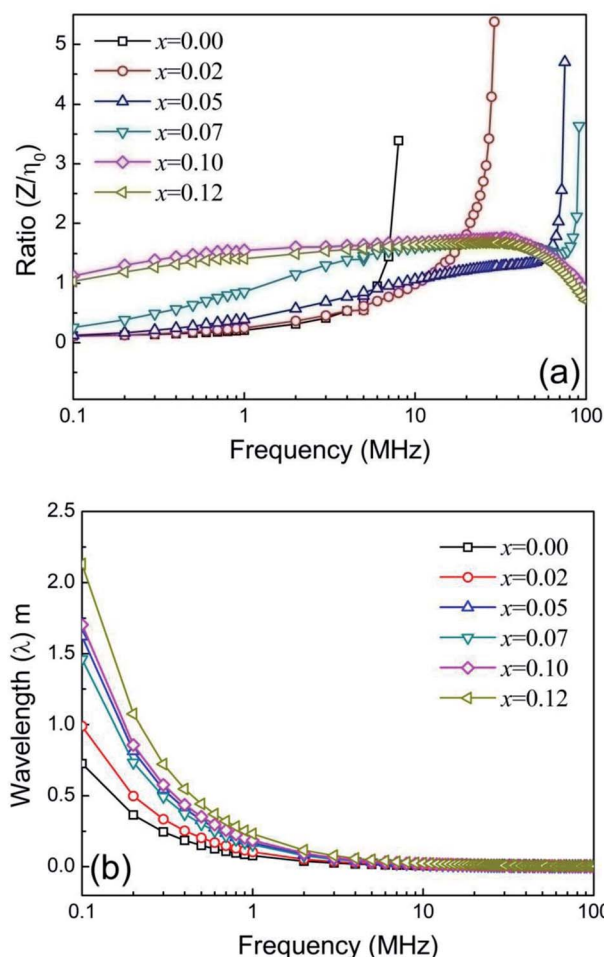 5
4
3
2
1
0
Ratio (Z/η0)
x=0.00
x=0.02
x=0.05
x=0.07
x=0.10
x=0.12
(a)
0.1 1 10 100
Frequency (MHz)
2.5
2.0
1.5
1.0
0.5
0.0
Wavelength (λ) m
x=0.00
x=0.02
x=0.05
x=0.07
x=0.10
x=0.12
(b)
0.1 1 10 100
Frequency (MHz)